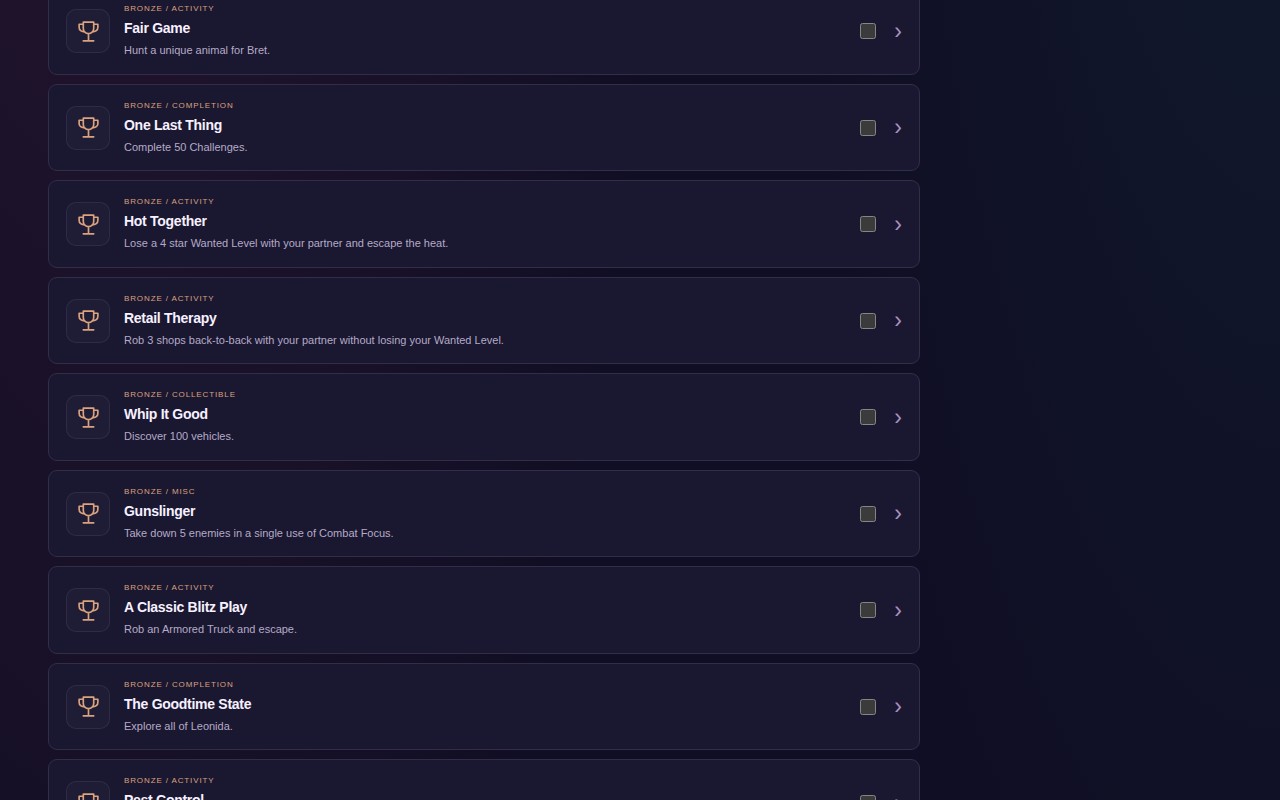 BRONZE / ACTIVITY
Fair Game
Hunt a unique animal for Bret.
BRONZE / COMPLETION
One Last Thing
Complete 50 Challenges.
BRONZE / ACTIVITY
Hot Together
Lose a 4 star Wanted Level with your partner and escape the heat.
BRONZE / ACTIVITY
Retail Therapy
Rob 3 shops back-to-back with your partner without losing your Wanted Level.
BRONZE / COLLECTIBLE
Whip It Good
Discover 100 vehicles.
BRONZE / MISC
Gunslinger
Take down 5 enemies in a single use of Combat Focus.
BRONZE / ACTIVITY
A Classic Blitz Play
Rob an Armored Truck and escape.
BRONZE / COMPLETION
The Goodtime State
Explore all of Leonida.
BRONZE / ACTIVITY
Pest Control